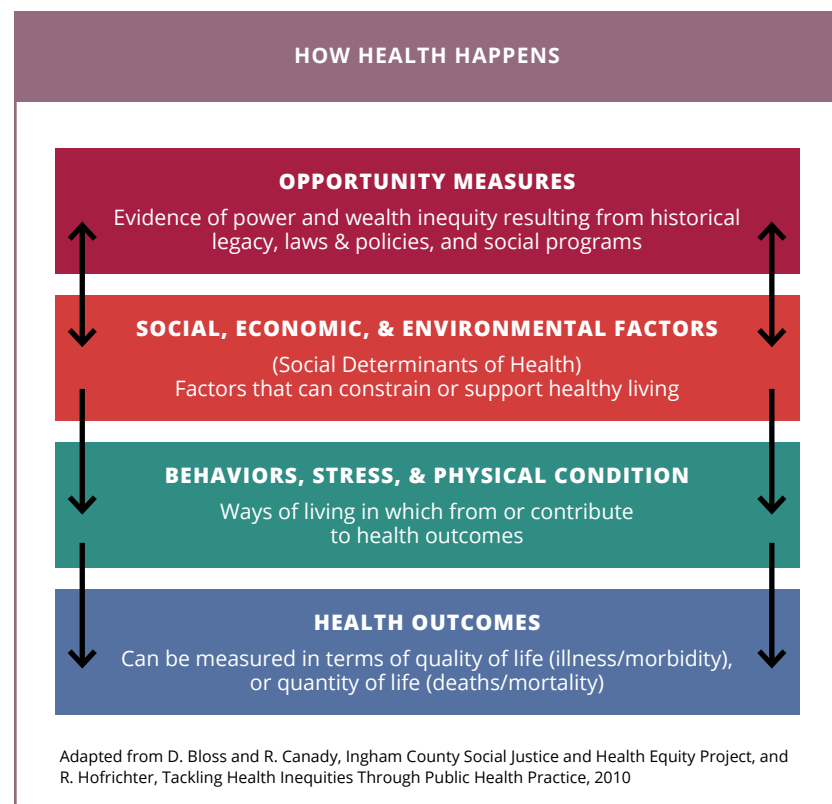 HOW HEALTH HAPPENS
OPPORTUNITY MEASURES
Evidence of power and wealth inequity resulting from historical
legacy, laws & policies, and social programs
SOCIAL, ECONOMIC, & ENVIRONMENTAL FACTORS
(Social Determinants of Health)
Factors that can constrain or support healthy living
BEHAVIORS, STRESS, & PHYSICAL CONDITION
Ways of living in which from or contribute
to health outcomes
HEALTH OUTCOMES
Can be measured in terms of quality of life (illness/morbidity),
or quantity of life (deaths/mortality)
Adapted from D. Bloss and R. Canady, Ingham County Social Justice and Health Equity Project, and
R. Hofrichter, Tackling Health Inequities Through Public Health Practice, 2010